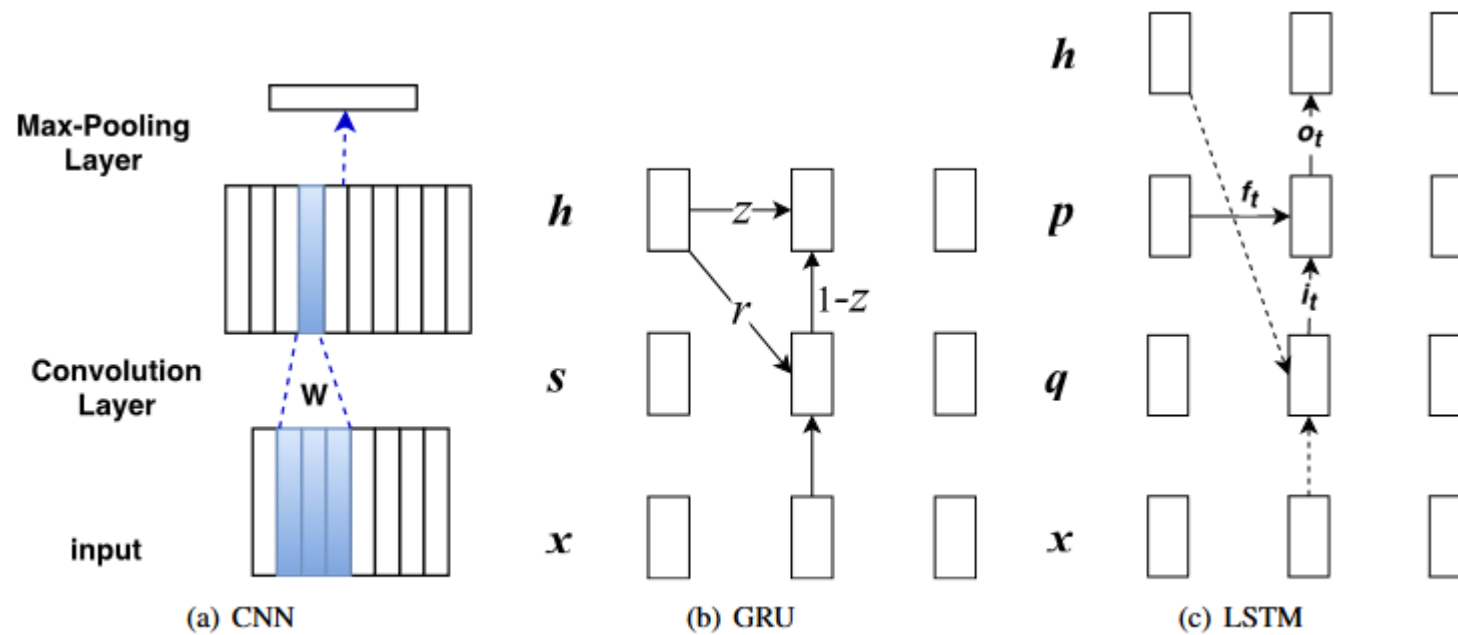 Max-Pooling
Layer
Convolution
Layer
W
input
(a) CNN
h
z
r
1-z
s
x
(b) GRU
h
o_t
p
f_t
i_t
q
x
(c) LSTM